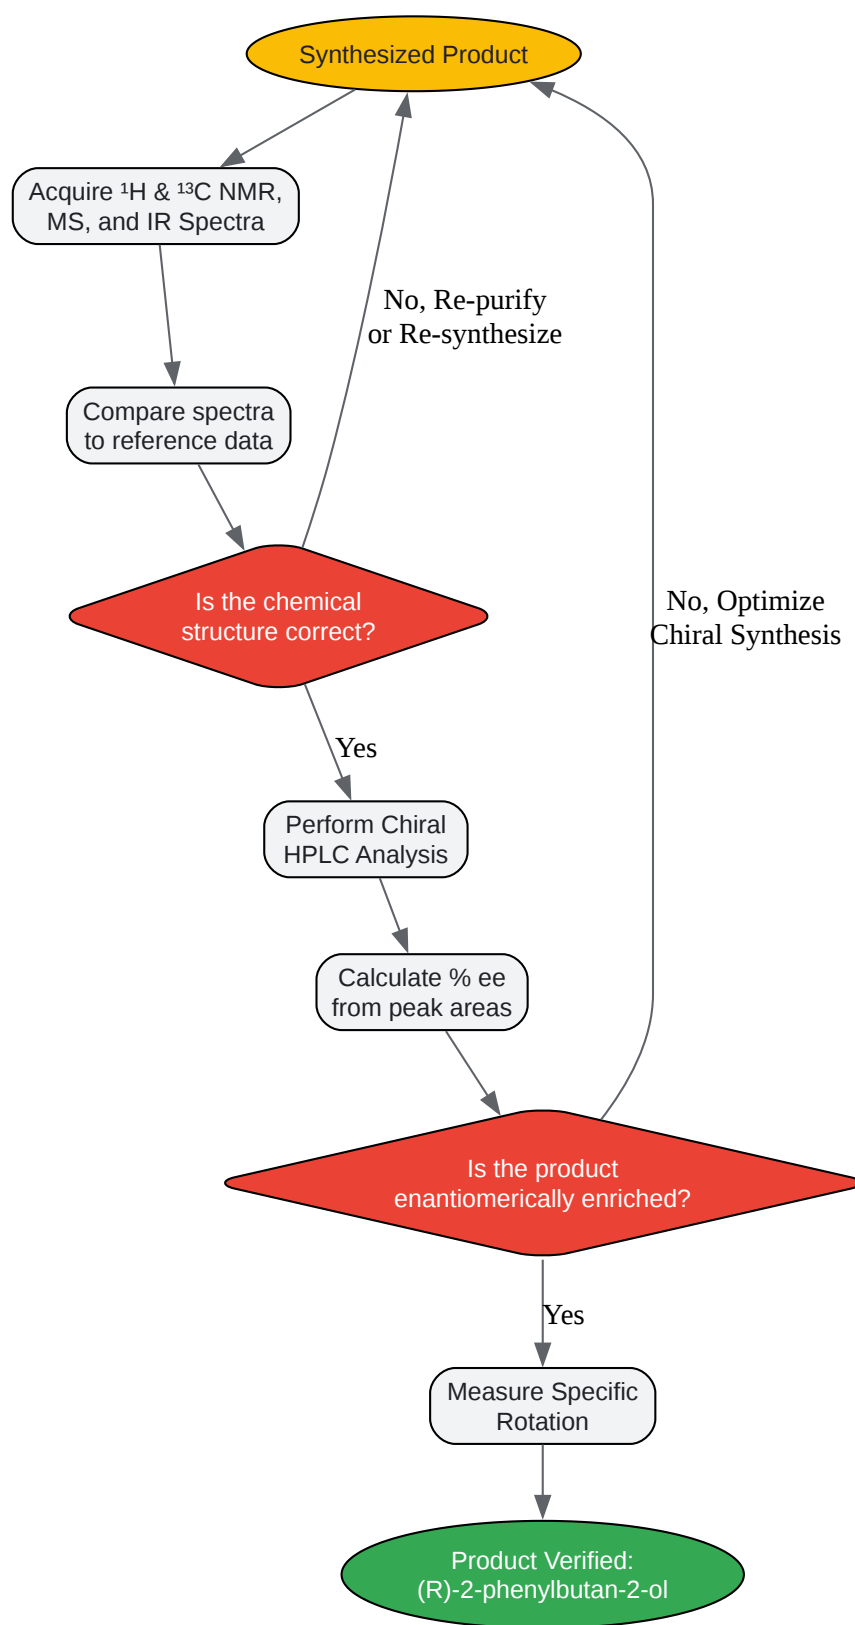 Synthesized Product
Acquire ¹H & ¹³C NMR,
MS, and IR Spectra
No, Re-purify
or Re-synthesize
Compare spectra
to reference data
Is the chemical
structure correct?
No, Optimize
Chiral Synthesis
Yes
Perform Chiral
HPLC Analysis
Calculate % ee
from peak areas
Is the product
enantiomerically enriched?
Yes
Measure Specific
Rotation
Product Verified:
(R)-2-phenylbutan-2-ol